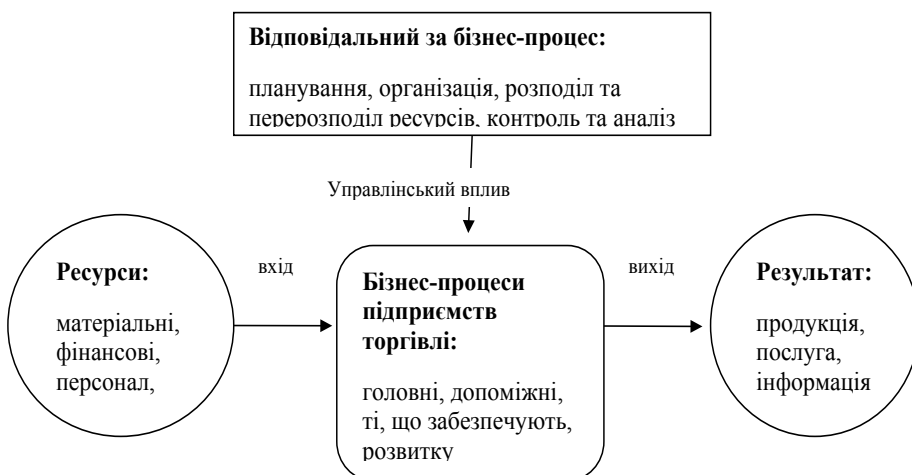 Відповідальний за бізнес-процес:
планування, організація, розподіл та
перерозподіл ресурсів, контроль та аналіз
Управлінський вплив
Ресурси:
матеріальні,
фінансові,
персонал,
вхід
Бізнес-процеси
підприємств
торгівлі:
головні, допоміжні,
ті, що забезпечують,
розвитку
вихід
Результат:
продукція,
послуга,
інформація